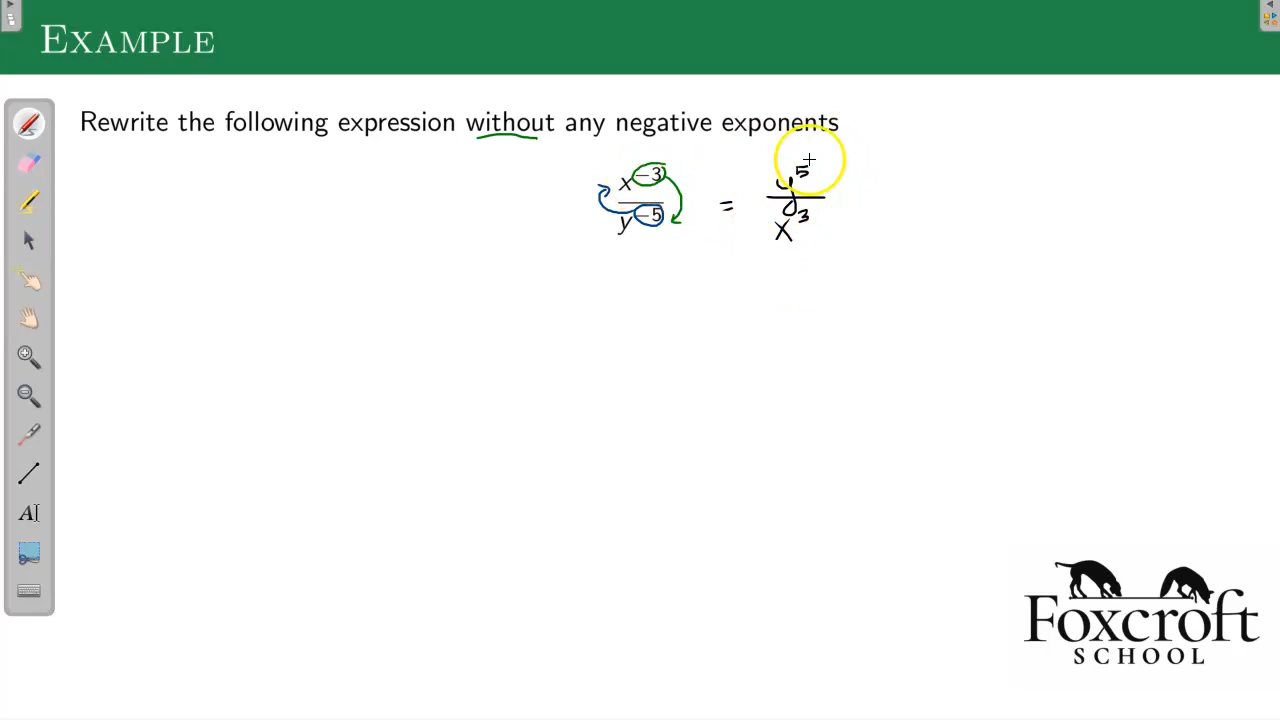 EXAMPLE
Rewrite the following expression without any negative exponents
x^{-3} / y^{-5} = y^5 / x^3
A
Foxcroft
SCHOOL